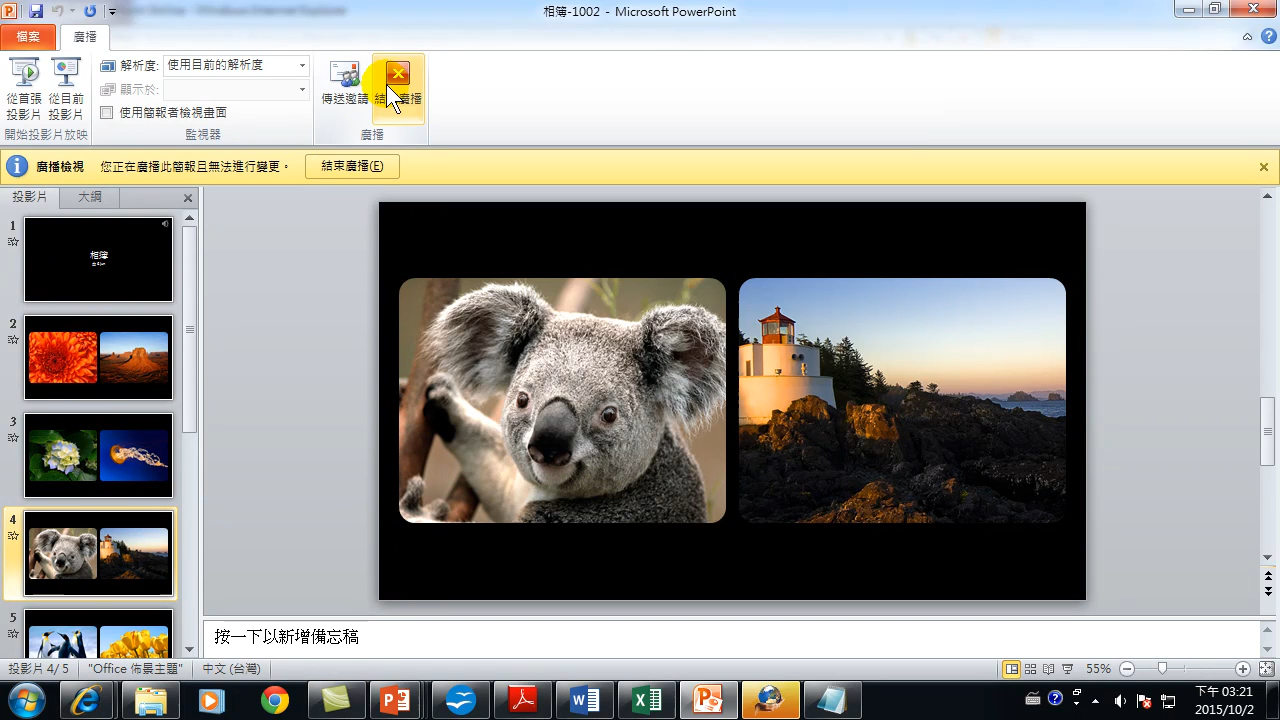 相簿-1002 - Microsoft PowerPoint
檔案
廣播
從首張
投影片
從目前
投影片
開始投影片放映
解析度:
使用目前的解析度
顯示於:
使用簡報者檢視畫面
監視器
傳送邀請
結束廣播
廣播
廣播檢視
您正在廣播此簡報且無法進行變更。
結束廣播(E)
投影片
大綱
1
相簿
2
3
4
5
按一下以新增備忘稿
投影片 4/ 5
"Office 佈景主題"
中文 (台灣)
55%
下午 03:21
2015/10/2